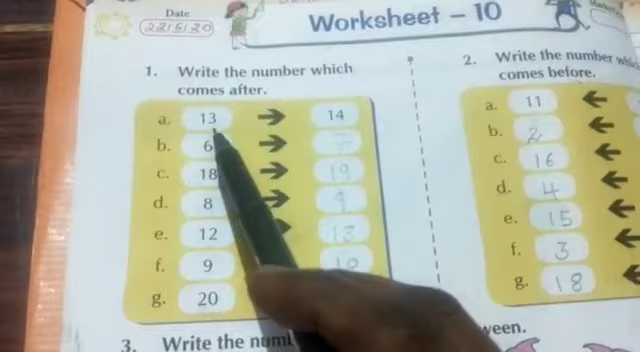 Date
22/5/20
Worksheet – 10
1. Write the number which
comes after.
a. 13 → 14
b. 6 → 7
c. 18 → 19
d. 8 → 9
e. 12 → 13
f. 9 → 10
g. 20
2. Write the number
comes before.
a. 11 ←
b. 2 ←
c. 16 ←
d. 4 ←
e. 15 ←
f. 3 ←
g. 18 ←
3. Write the
ween.